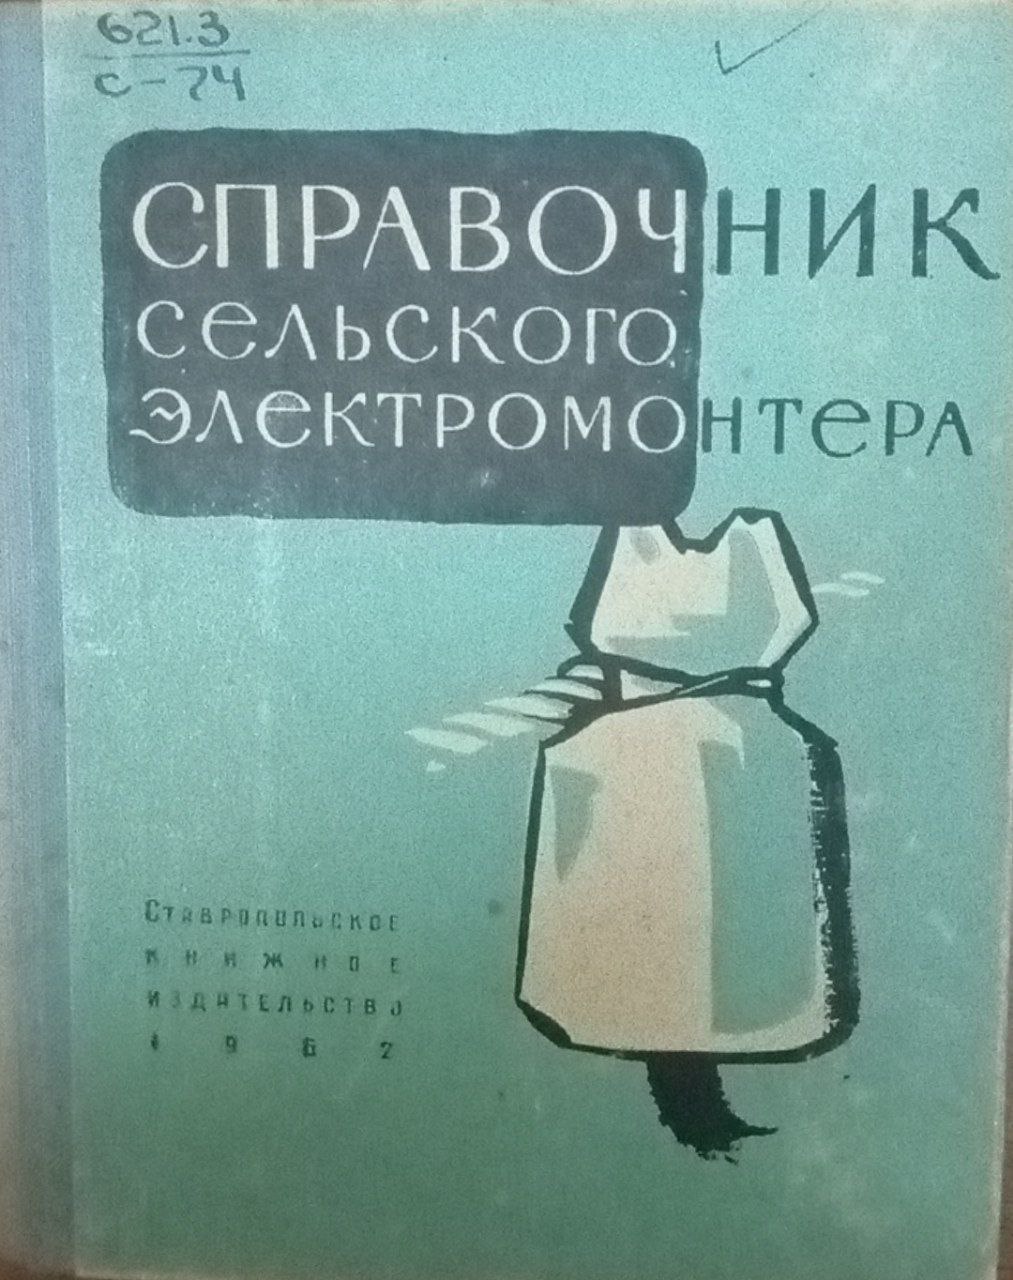 621.3
С-74
СПРАВОЧНИК
СЕЛЬСКОГО
ЭЛЕКТРОМОНТЕРА
Ставропольское
книжное
издательство
1962